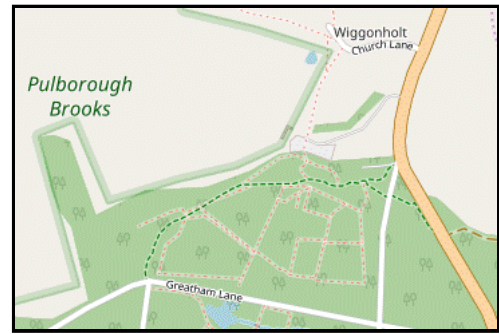 Wiggonholt
Church Lane
Pulborough
Brooks
Greatham Lane